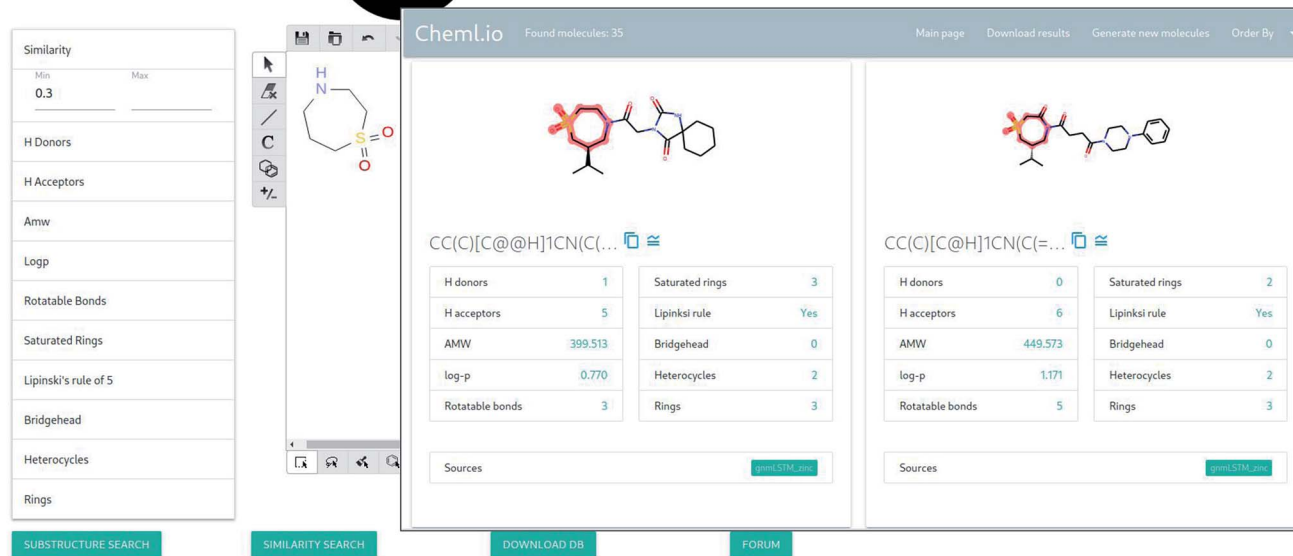 Similarity
Min Max
0.3
H Donors
H Acceptors
Amw
Logp
Rotatable Bonds
Saturated Rings
Lipinski's rule of 5
Bridgehead
Heterocycles
Rings
C
+/-
H
N
S
O
O
Cheml.io Found molecules: 35 Main page Download results Generate new molecules Order By
CC(C)[C@@H]1CN(C(...
H donors 1 Saturated rings 3
H acceptors 5 Lipinksi rule Yes
AMW 399.513 Bridgehead 0
log-p 0.770 Heterocycles 2
Rotatable bonds 3 Rings 3
Sources gnmLSTM_zinc
CC(C)[C@H]1CN(C(=...
H donors 0 Saturated rings 2
H acceptors 6 Lipinksi rule Yes
AMW 449.573 Bridgehead 0
log-p 1.171 Heterocycles 2
Rotatable bonds 5 Rings 3
Sources gnmLSTM_zinc
SUBSTRUCTURE SEARCH SIMILARITY SEARCH DOWNLOAD DB FORUM